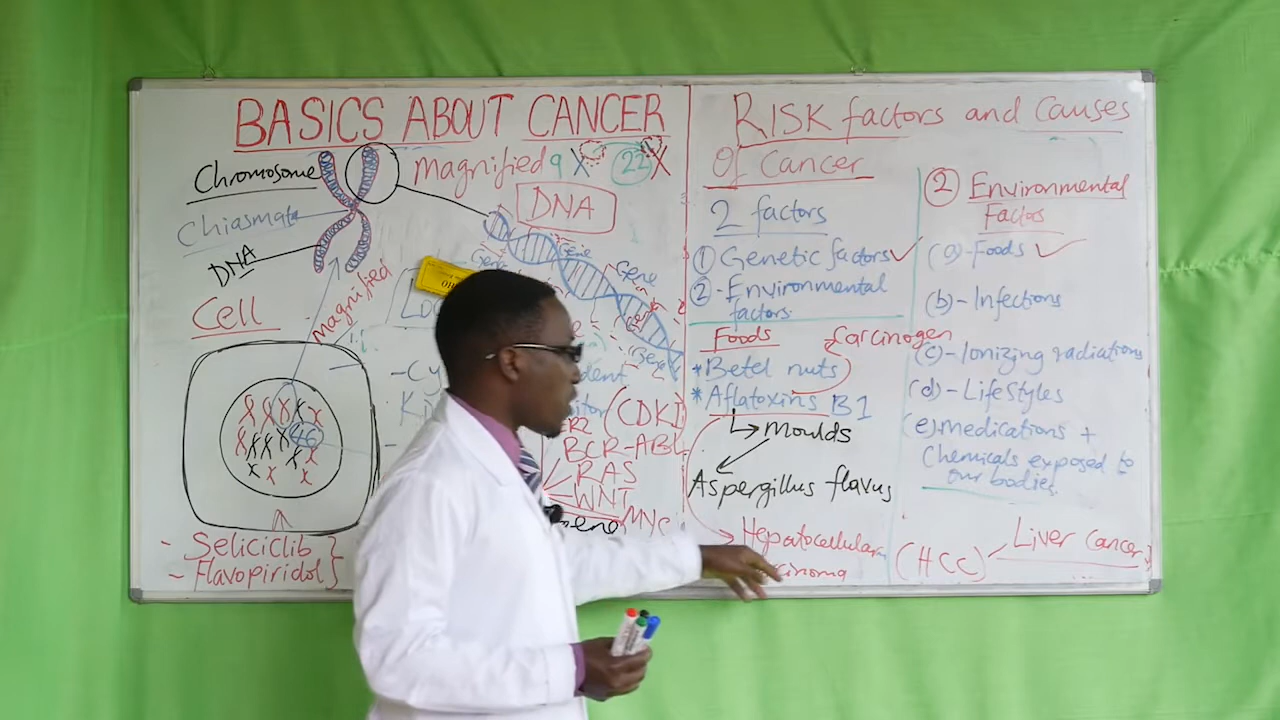 BASICS ABOUT CANCER
Chromosome
magnified
9
22
Chiasmata
DNA
DNA
Gene
Gene
magnified
Cell
46
(CDKI)
BCR-ABL
RAS
WNT
Myc
- Seliciclib
- Flavopiridol
RISK factors and causes
Of Cancer
2 factors
① Genetic factors ✓
② - Environmental
factors.
Foods
Carcinogen
* Betel nuts
* Aflatoxins B1
Moulds
Aspergillus flavus
Hepatocellular
(HCC)
Liver cancer
② Environmental
Factors
(a) - Foods ✓
(b) - Infections
(c) - Ionizing radiations
(d) - Lifestyles
(e) medications +
Chemicals exposed to
our bodies.